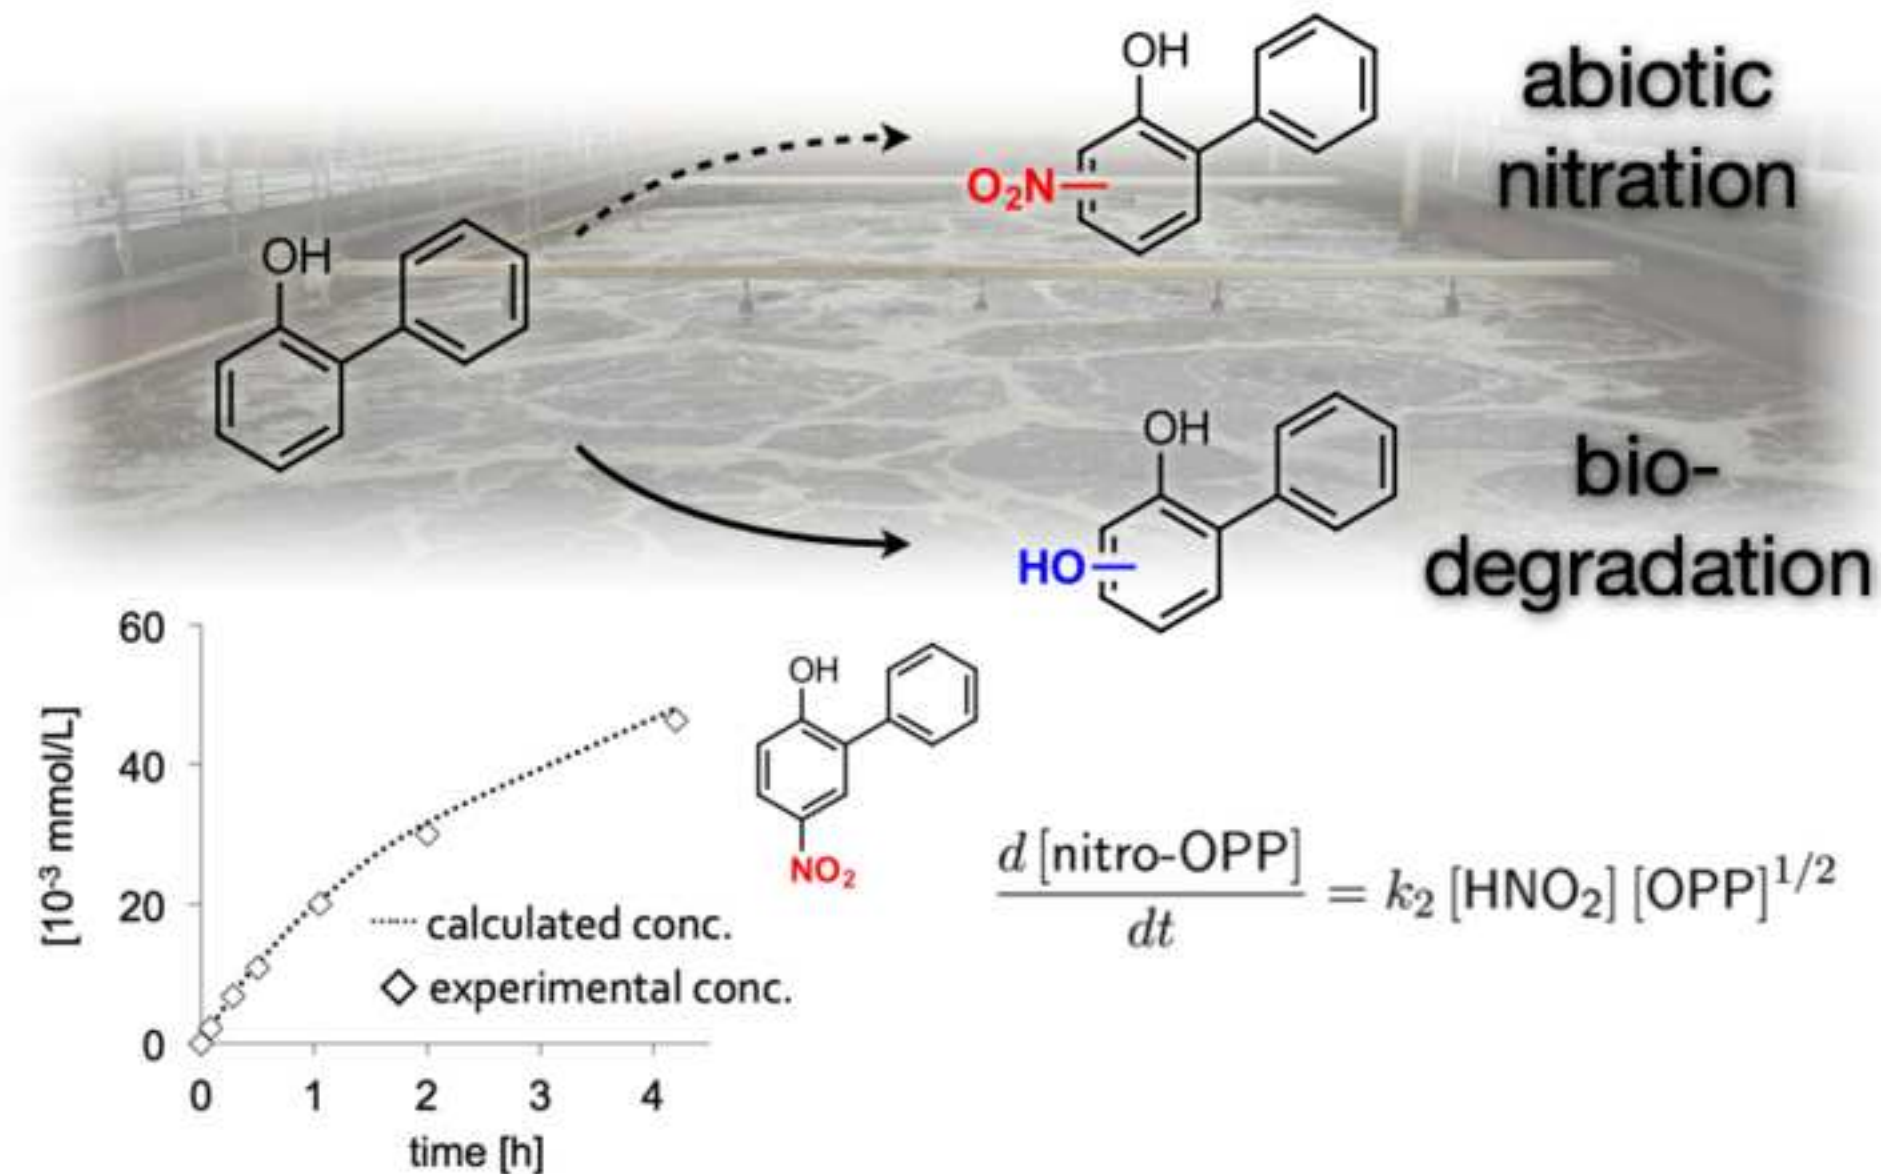 OH
abiotic
nitration
O₂N
OH
OH
bio-
degradation
HO
60
40
20
0
[10⁻³ mmol/L]
0 1 2 3 4
time [h]
calculated conc.
experimental conc.
OH
NO₂
d [nitro-OPP] / dt = k₂ [HNO₂] [OPP]^1/2